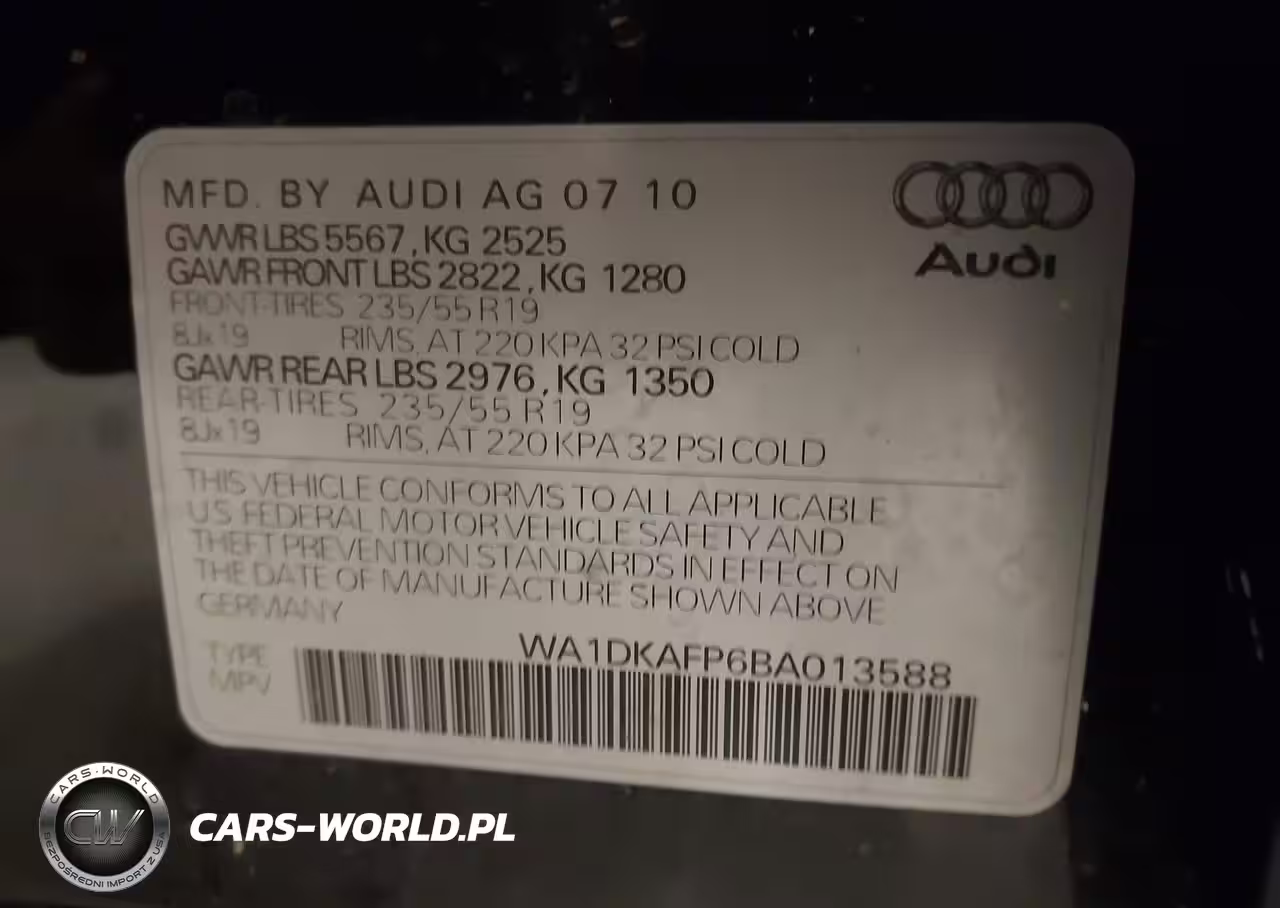 MFD. BY AUDI AG 07 10
GVWR LBS 5567, KG 2525
GAWR FRONT LBS 2822, KG 1280
FRONT-TIRES 235/55 R19
8Jx19 RIMS, AT 220 KPA 32 PSI COLD
GAWR REAR LBS 2976, KG 1350
REAR-TIRES 235/55 R19
8Jx19 RIMS, AT 220 KPA 32 PSI COLD
Audi
THIS VEHICLE CONFORMS TO ALL APPLICABLE
US FEDERAL MOTOR VEHICLE SAFETY AND
THEFT PREVENTION STANDARDS IN EFFECT ON
THE DATE OF MANUFACTURE SHOWN ABOVE
GERMANY
WA1DKAFP6BA013588
TYPE
MPV
CARS-WORLD
CW
BEZPOŚREDNI IMPORT Z USA
CARS-WORLD.PL